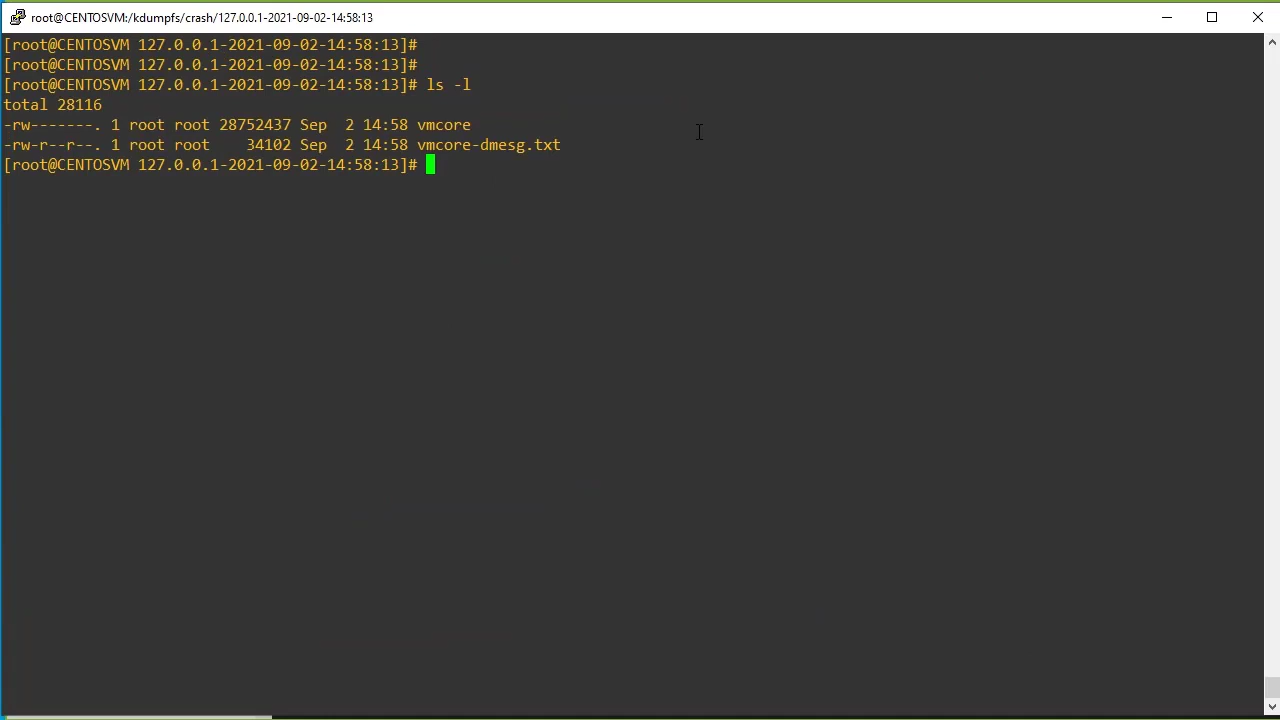 root@CENTOSVM:/kdumpfs/crash/127.0.0.1-2021-09-02-14:58:13
[root@CENTOSVM 127.0.0.1-2021-09-02-14:58:13]#
[root@CENTOSVM 127.0.0.1-2021-09-02-14:58:13]#
[root@CENTOSVM 127.0.0.1-2021-09-02-14:58:13]# ls -l
total 28116
-rw-------. 1 root root 28752437 Sep  2 14:58 vmcore
-rw-r--r--. 1 root root    34102 Sep  2 14:58 vmcore-dmesg.txt
[root@CENTOSVM 127.0.0.1-2021-09-02-14:58:13]#